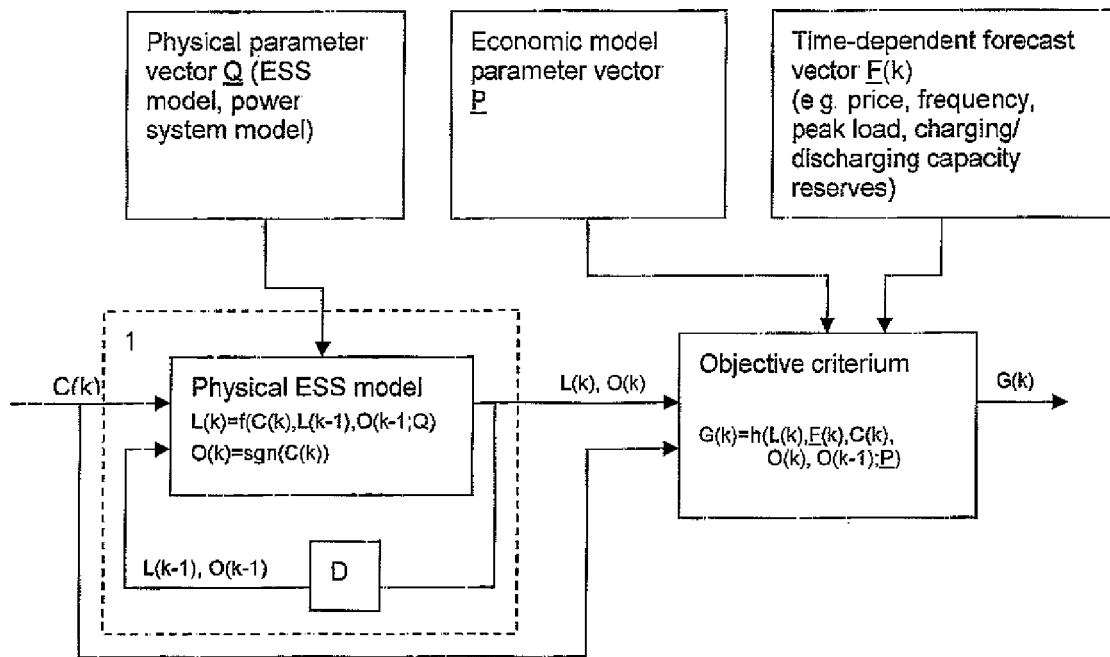 Physical parameter
vector Q (ESS
model, power
system model)
Economic model
parameter vector
P
Time-dependent forecast
vector F(k)
(e g. price, frequency,
peak load, charging/
discharging capacity
reserves)
1
C(k)
Physical ESS model
L(k)=f(C(k),L(k-1),O(k-1;Q)
O(k)=sgn(C(k))
L(k), O(k)
Objective criterium
G(k)=h(L(k),F(k),C(k),
O(k), O(k-1);P)
G(k)
L(k-1), O(k-1)
D